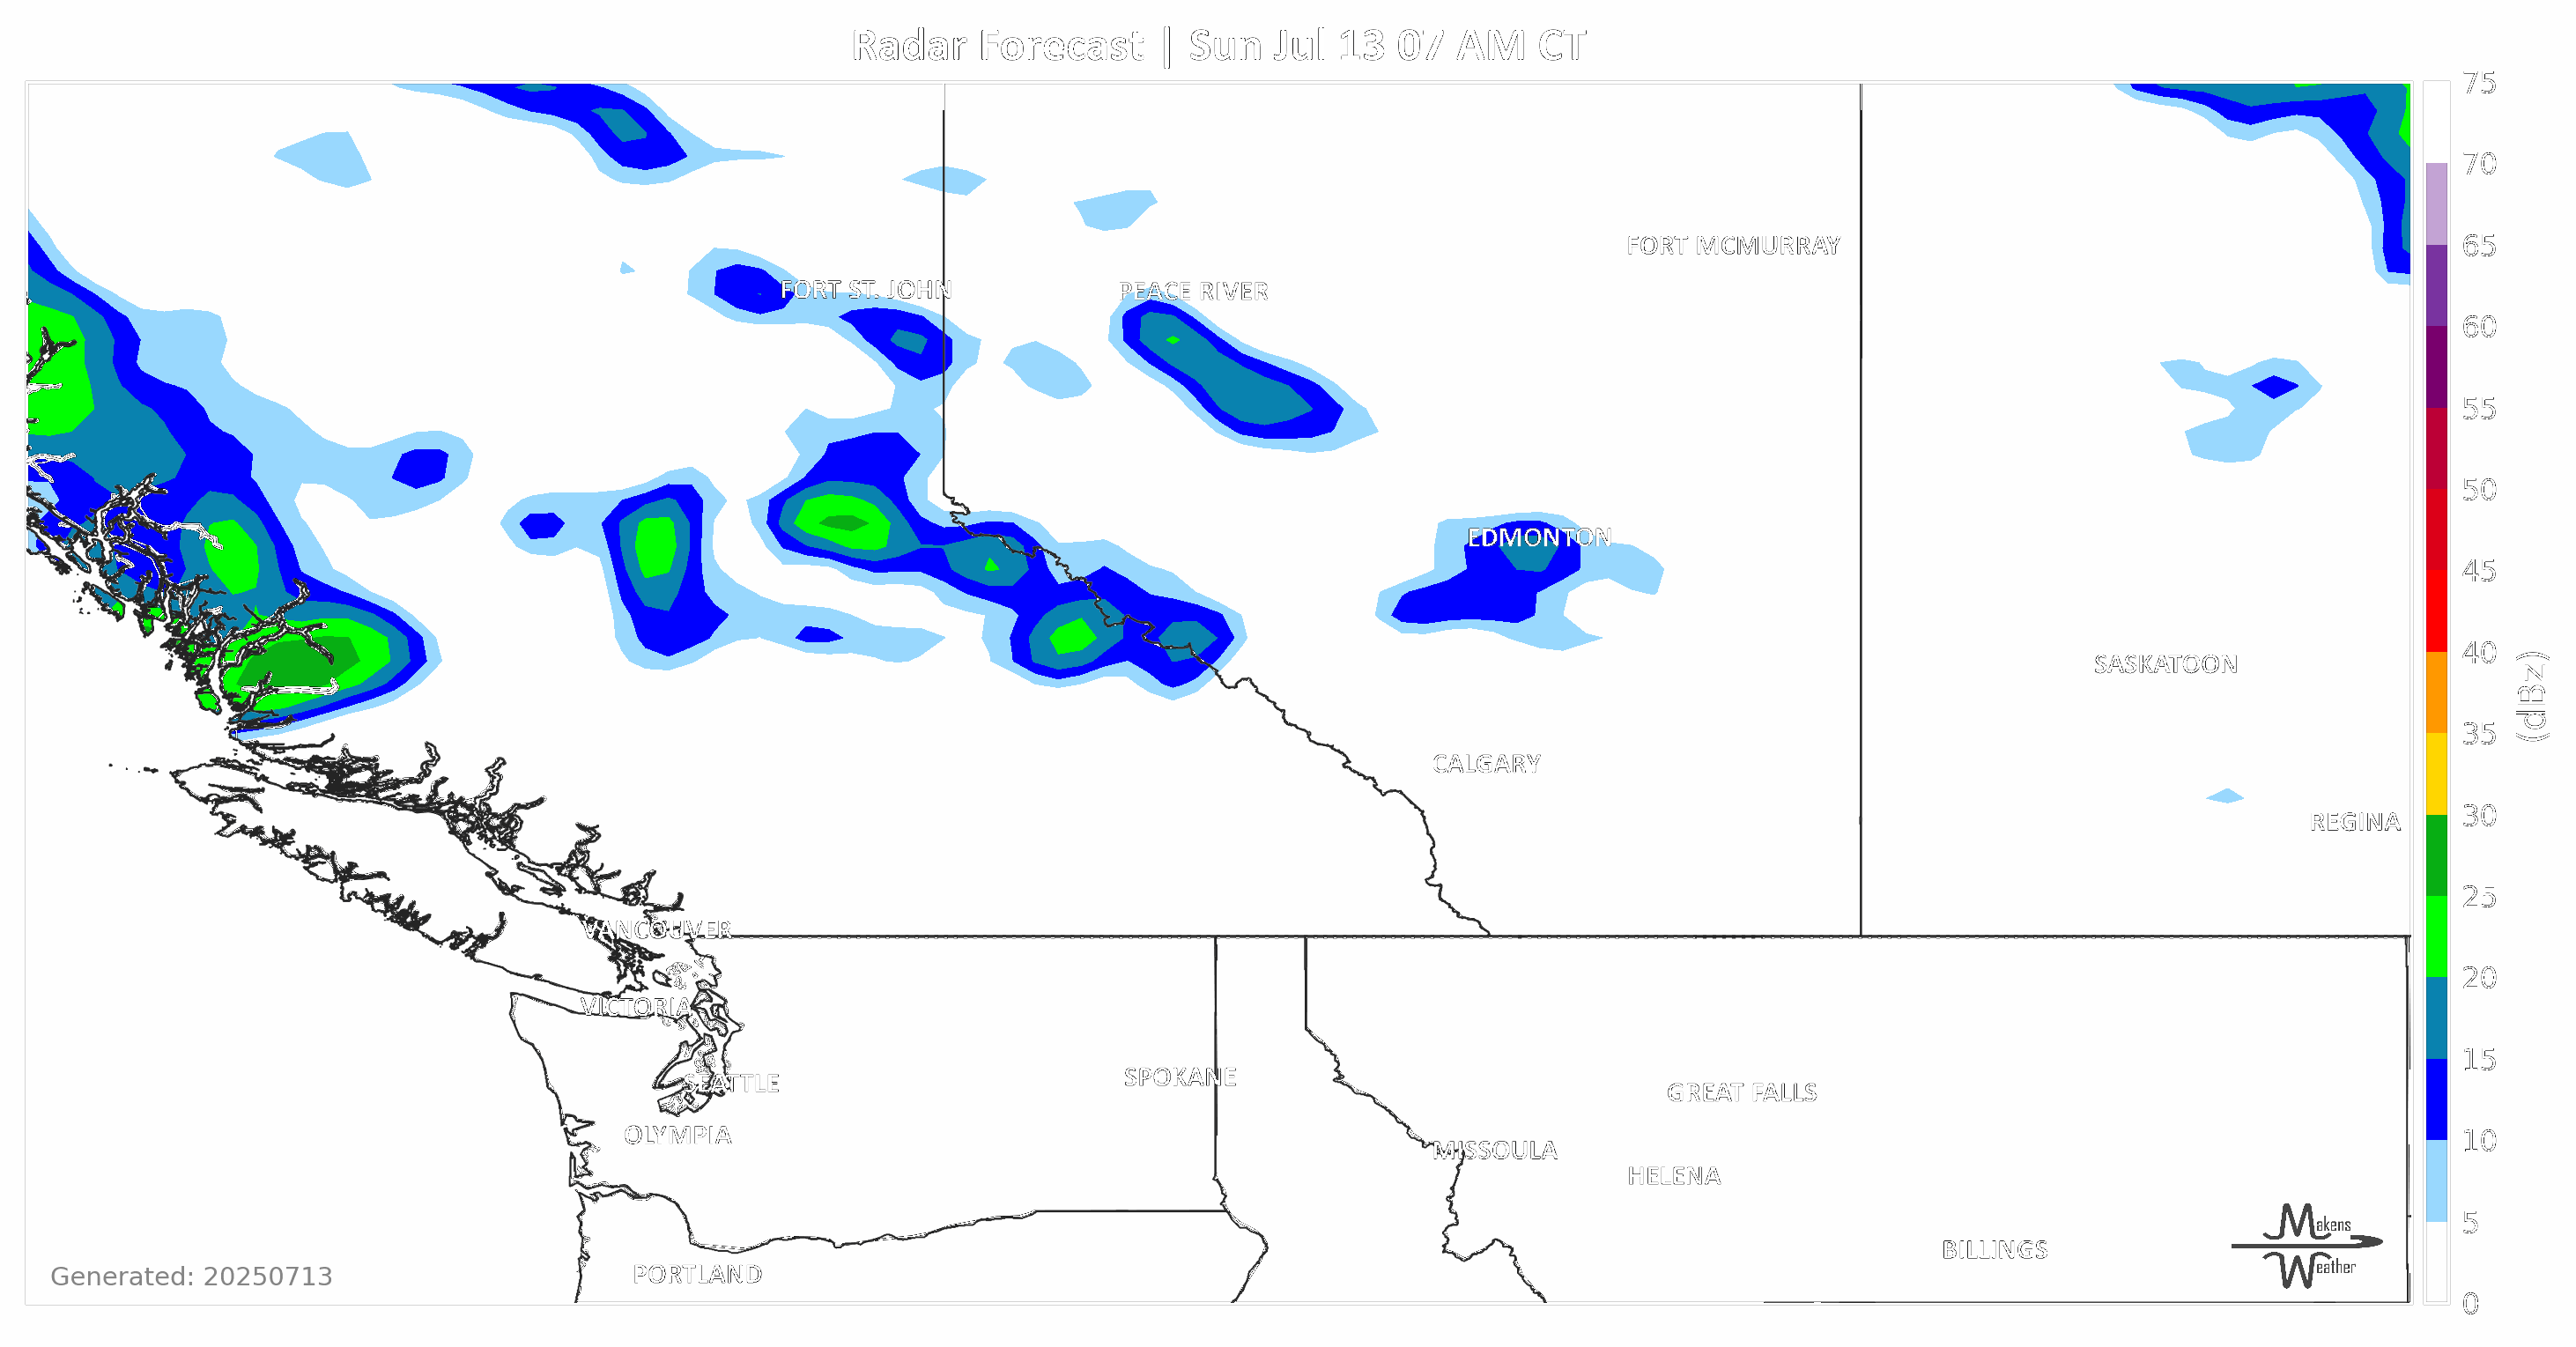 Radar Forecast | Sun Jul 13 07 AM CT
75
70
FORT MCMURRAY
65
FORT ST. JOHN
PEACE RIVER
60
55
50
EDMONTON
45
40
SASKATOON
(dBz)
35
CALGARY
30
REGINA
25
VANCOUVER
20
VICTORIA
15
SEATTLE
SPOKANE
GREAT FALLS
OLYMPIA
10
MISSOULA
HELENA
5
Makens
Weather
BILLINGS
Generated: 20250713
PORTLAND
0